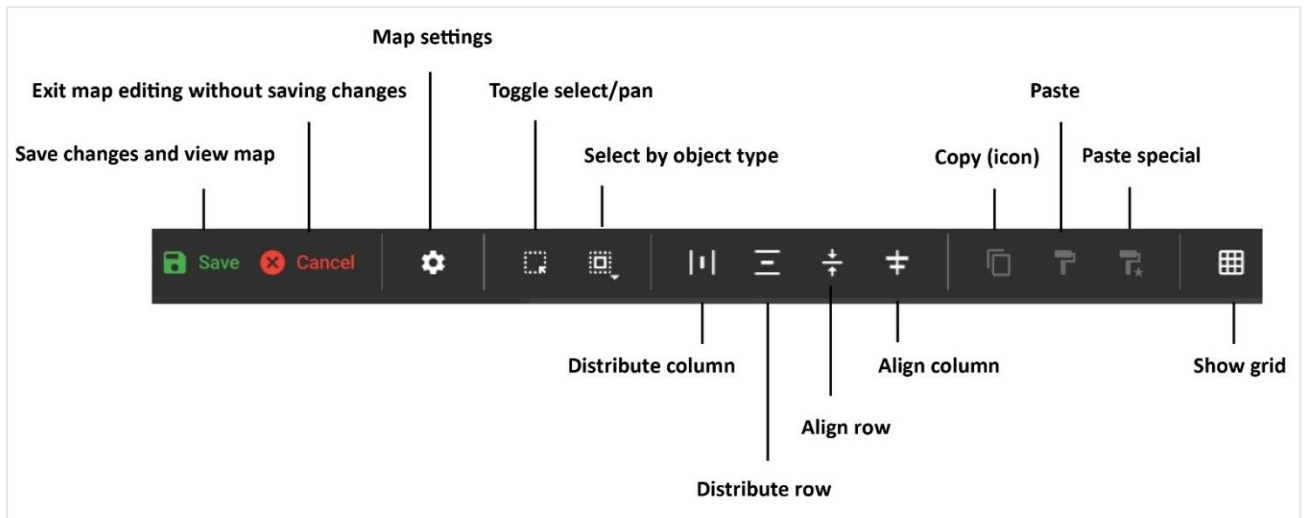 Map settings
Exit map editing without saving changes
Toggle select/pan
Paste
Save changes and view map
Select by object type
Copy (icon)
Paste special
Save
Cancel
Distribute column
Align column
Show grid
Align row
Distribute row